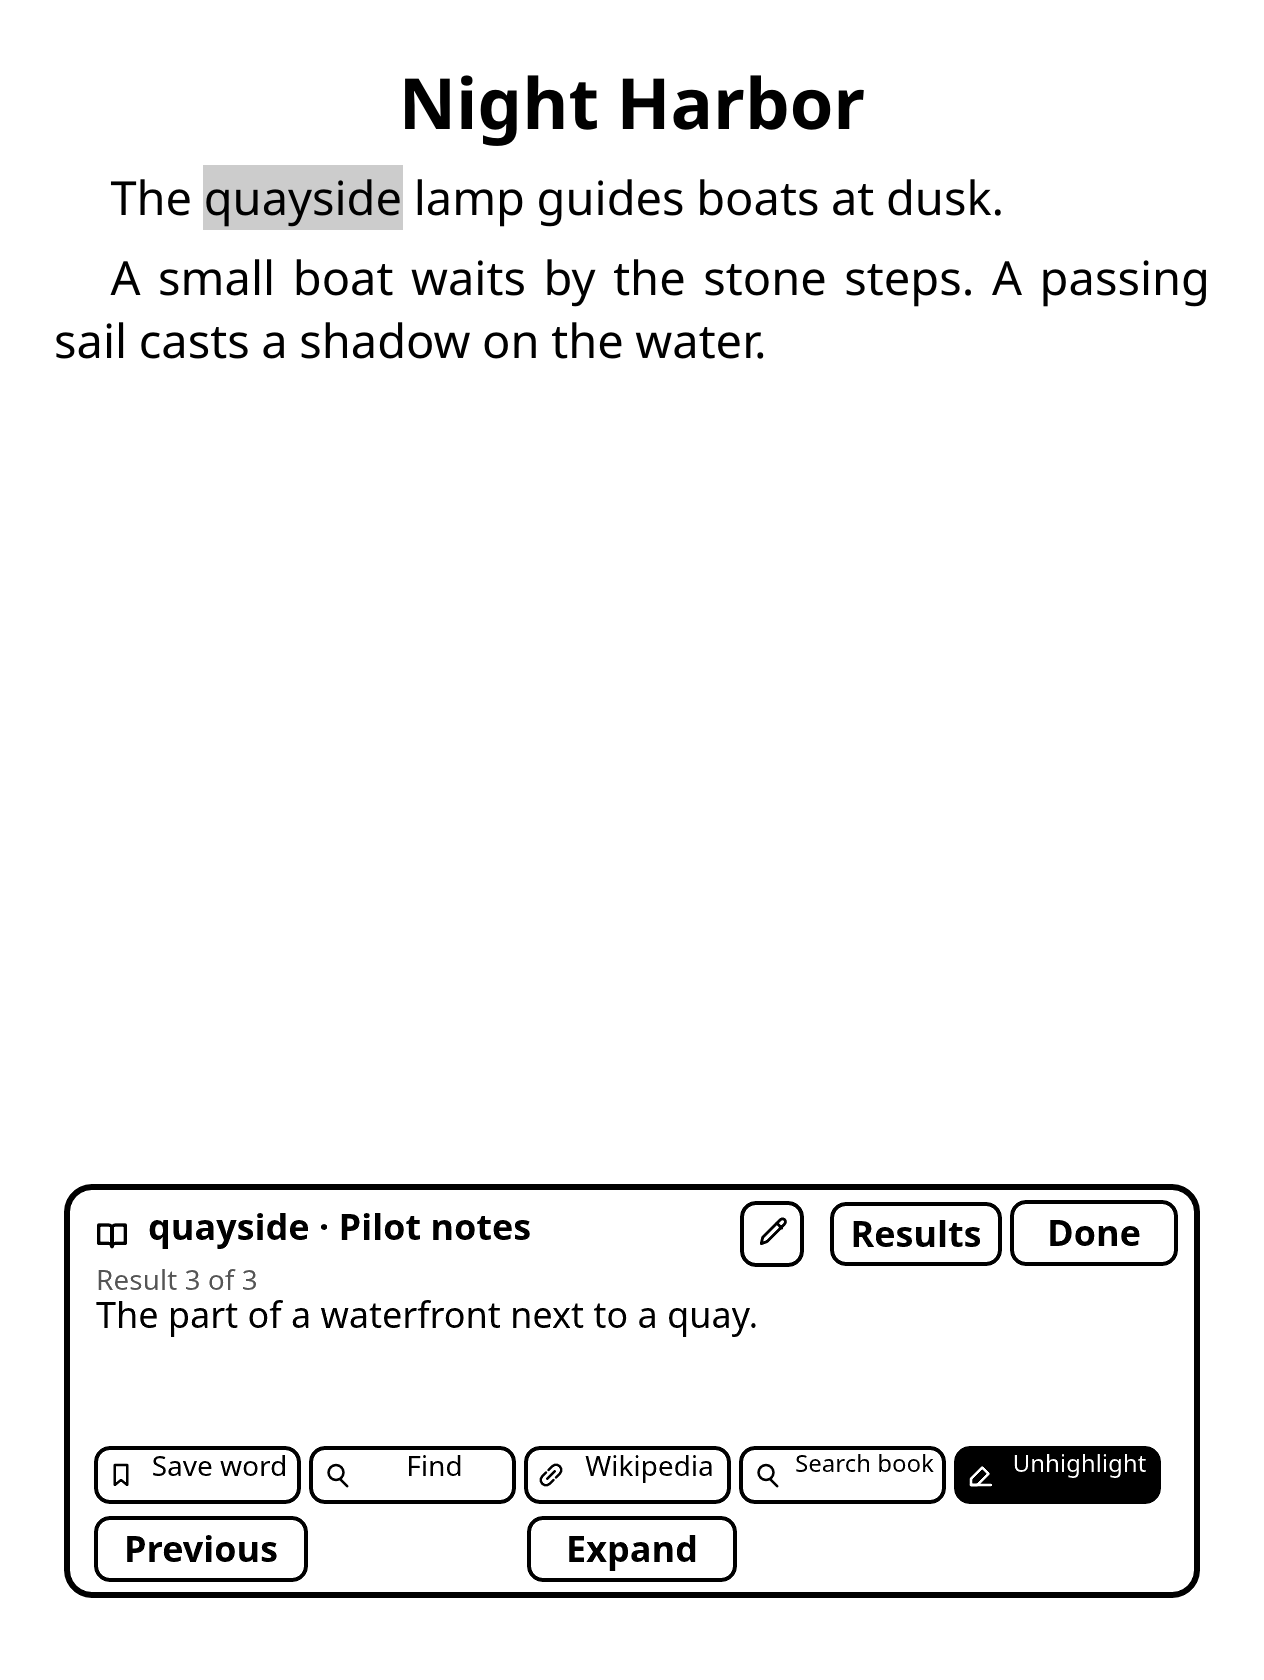 Night Harbor
The quayside lamp guides boats at dusk.
A small boat waits by the stone steps. A passing
sail casts a shadow on the water.
quayside · Pilot notes
Results
Done
Result 3 of 3
The part of a waterfront next to a quay.
Save word
Find
Wikipedia
Search book
Unhighlight
Previous
Expand